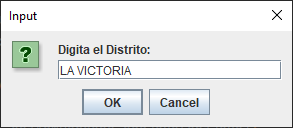 Input
Digita el Distrito:
LA VICTORIA
OK
Cancel